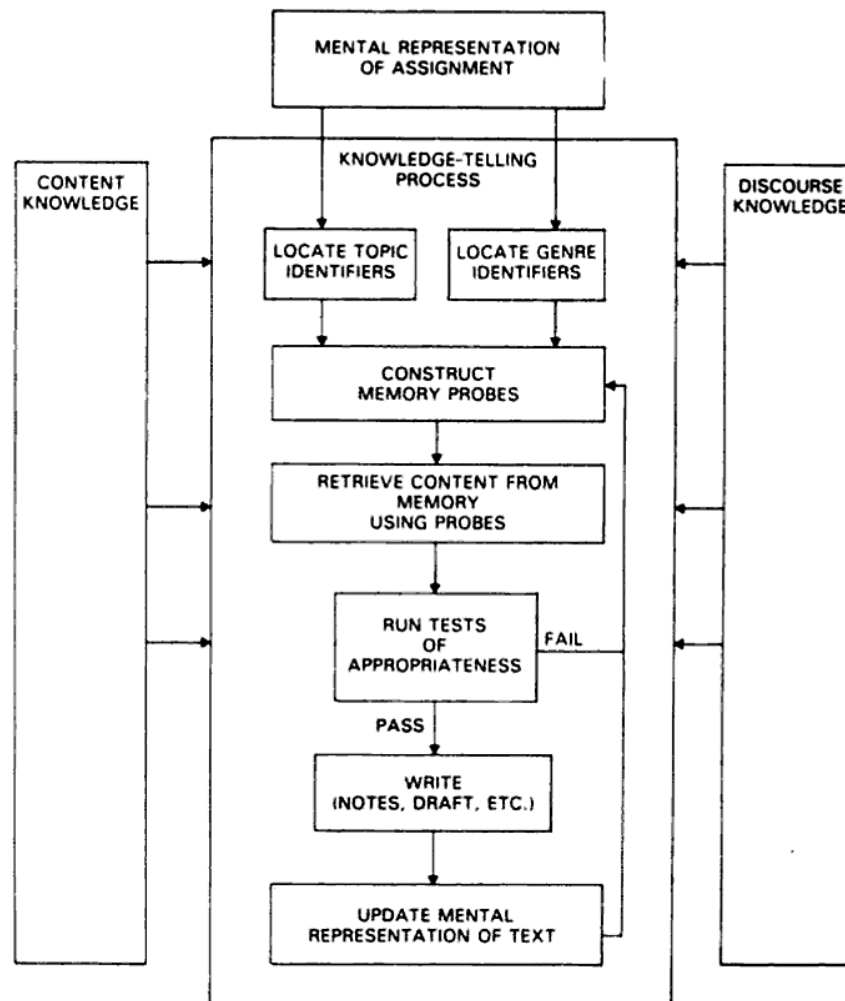 MENTAL REPRESENTATION
OF ASSIGNMENT
KNOWLEDGE-TELLING
PROCESS
CONTENT
KNOWLEDGE
DISCOURSE
KNOWLEDGE
LOCATE TOPIC
IDENTIFIERS
LOCATE GENRE
IDENTIFIERS
CONSTRUCT
MEMORY PROBES
RETRIEVE CONTENT FROM
MEMORY
USING PROBES
RUN TESTS
OF
APPROPRIATENESS
FAIL
PASS
WRITE
(NOTES, DRAFT, ETC.)
UPDATE MENTAL
REPRESENTATION OF TEXT